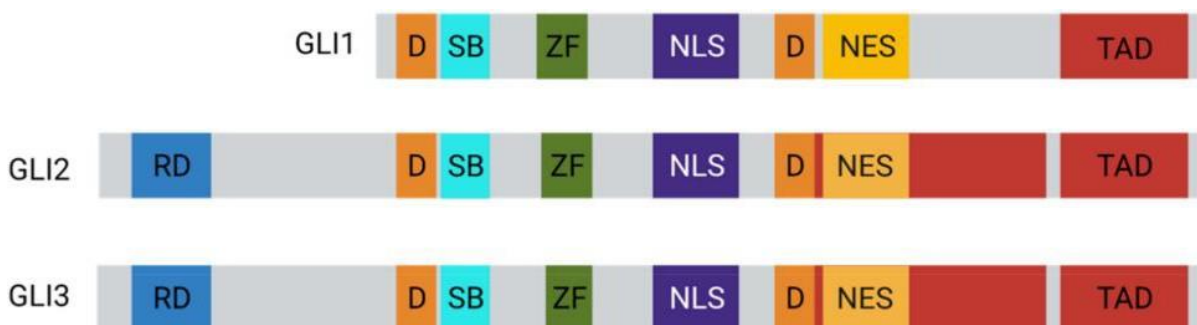 GLI1 D SB ZF NLS D NES TAD
GLI2 RD D SB ZF NLS D NES TAD
GLI3 RD D SB ZF NLS D NES TAD